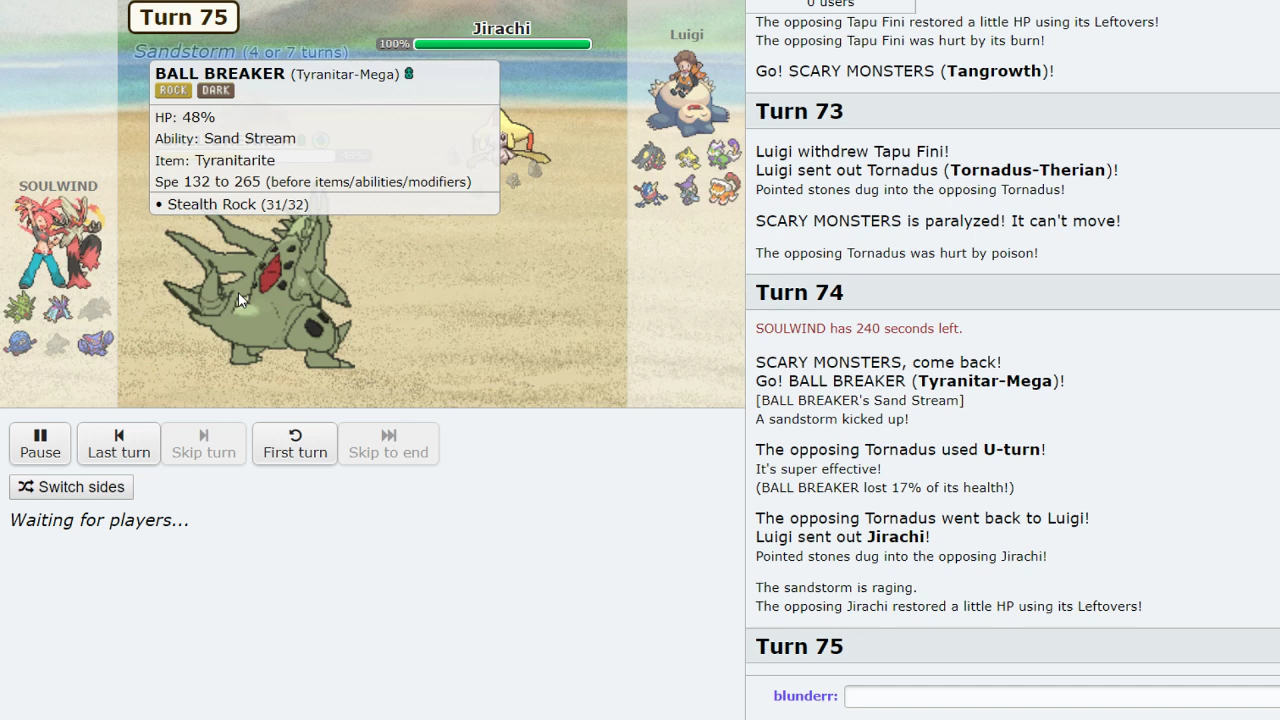 Turn 75
Sandstorm (4 or 7 turns)
Jirachi
100%
Luigi
BALL BREAKER (Tyranitar-Mega)
ROCK DARK
HP: 48%
Ability: Sand Stream
Item: Tyranitarite
Spe 132 to 265 (before items/abilities/modifiers)
• Stealth Rock (31/32)
SOULWIND
Pause
Last turn
Skip turn
First turn
Skip to end
Switch sides
Waiting for players...
0 users
The opposing Tapu Fini restored a little HP using its Leftovers!
The opposing Tapu Fini was hurt by its burn!
Go! SCARY MONSTERS (Tangrowth)!
Turn 73
Luigi withdrew Tapu Fini!
Luigi sent out Tornadus (Tornadus-Therian)!
Pointed stones dug into the opposing Tornadus!
SCARY MONSTERS is paralyzed! It can't move!
The opposing Tornadus was hurt by poison!
Turn 74
SOULWIND has 240 seconds left.
SCARY MONSTERS, come back!
Go! BALL BREAKER (Tyranitar-Mega)!
[BALL BREAKER's Sand Stream]
A sandstorm kicked up!
The opposing Tornadus used U-turn!
It's super effective!
(BALL BREAKER lost 17% of its health!)
The opposing Tornadus went back to Luigi!
Luigi sent out Jirachi!
Pointed stones dug into the opposing Jirachi!
The sandstorm is raging.
The opposing Jirachi restored a little HP using its Leftovers!
Turn 75
blunderr: